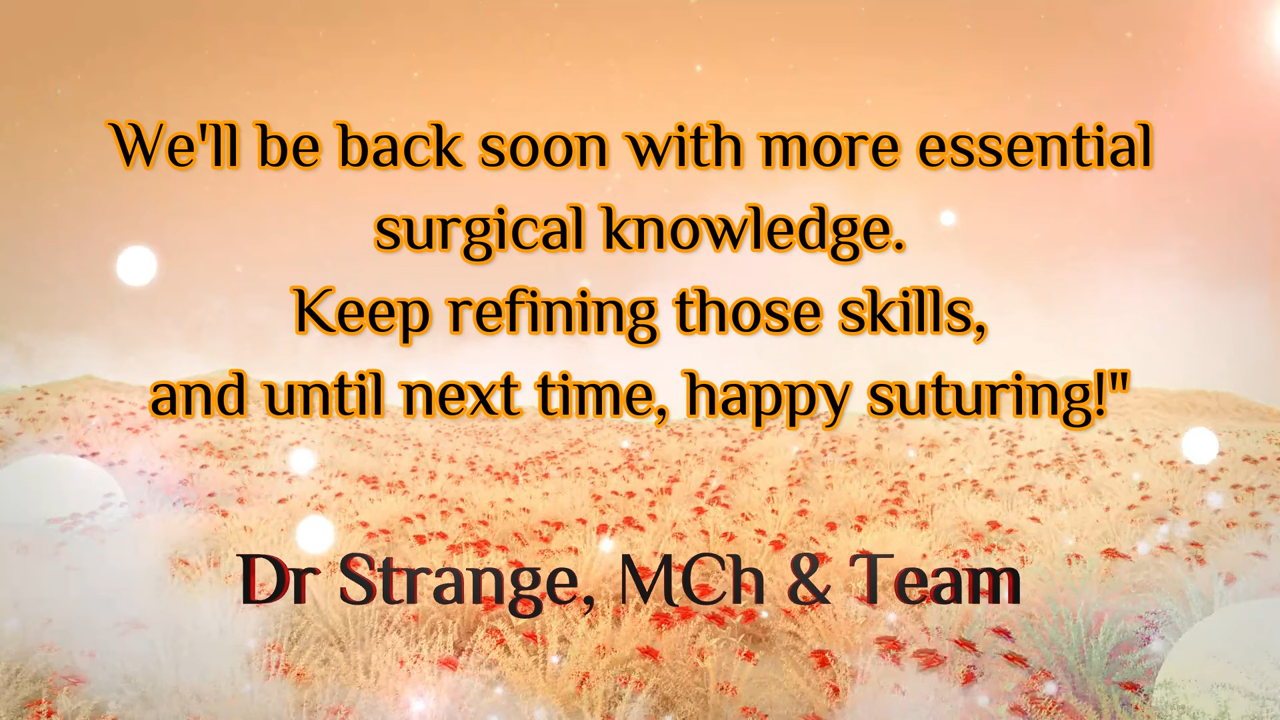 We'll be back soon with more essential
surgical knowledge.
Keep refining those skills,
and until next time, happy suturing!"
Dr Strange, MCh & Team